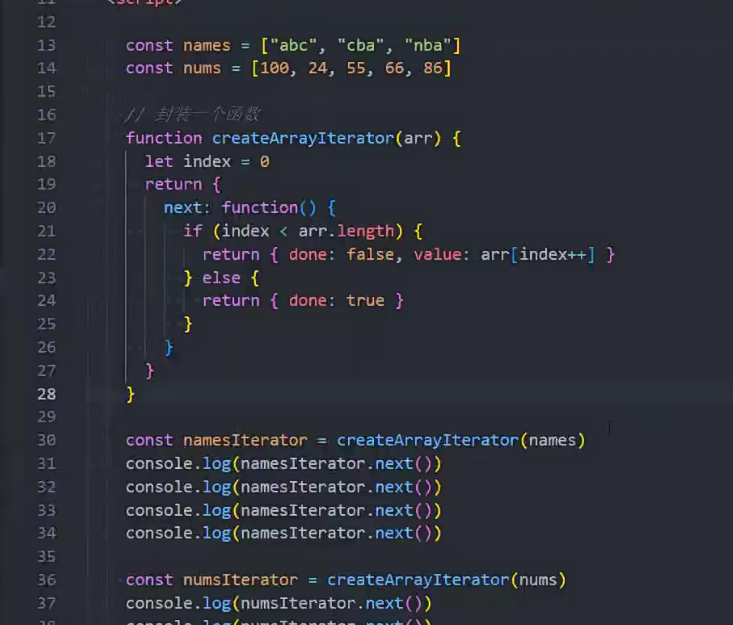 11 <script>
12
13 const names = ["abc", "cba", "nba"]
14 const nums = [100, 24, 55, 66, 86]
15
16 // 封装一个函数
17 function createArrayIterator(arr) {
18 let index = 0
19 return {
20 next: function() {
21 if (index < arr.length) {
22 return { done: false, value: arr[index++] }
23 } else {
24 return { done: true }
25 }
26 }
27 }
28 }
29
30 const namesIterator = createArrayIterator(names)
31 console.log(namesIterator.next())
32 console.log(namesIterator.next())
33 console.log(namesIterator.next())
34 console.log(namesIterator.next())
35
36 const numsIterator = createArrayIterator(nums)
37 console.log(numsIterator.next())
38 console.log(numsIterator.next())